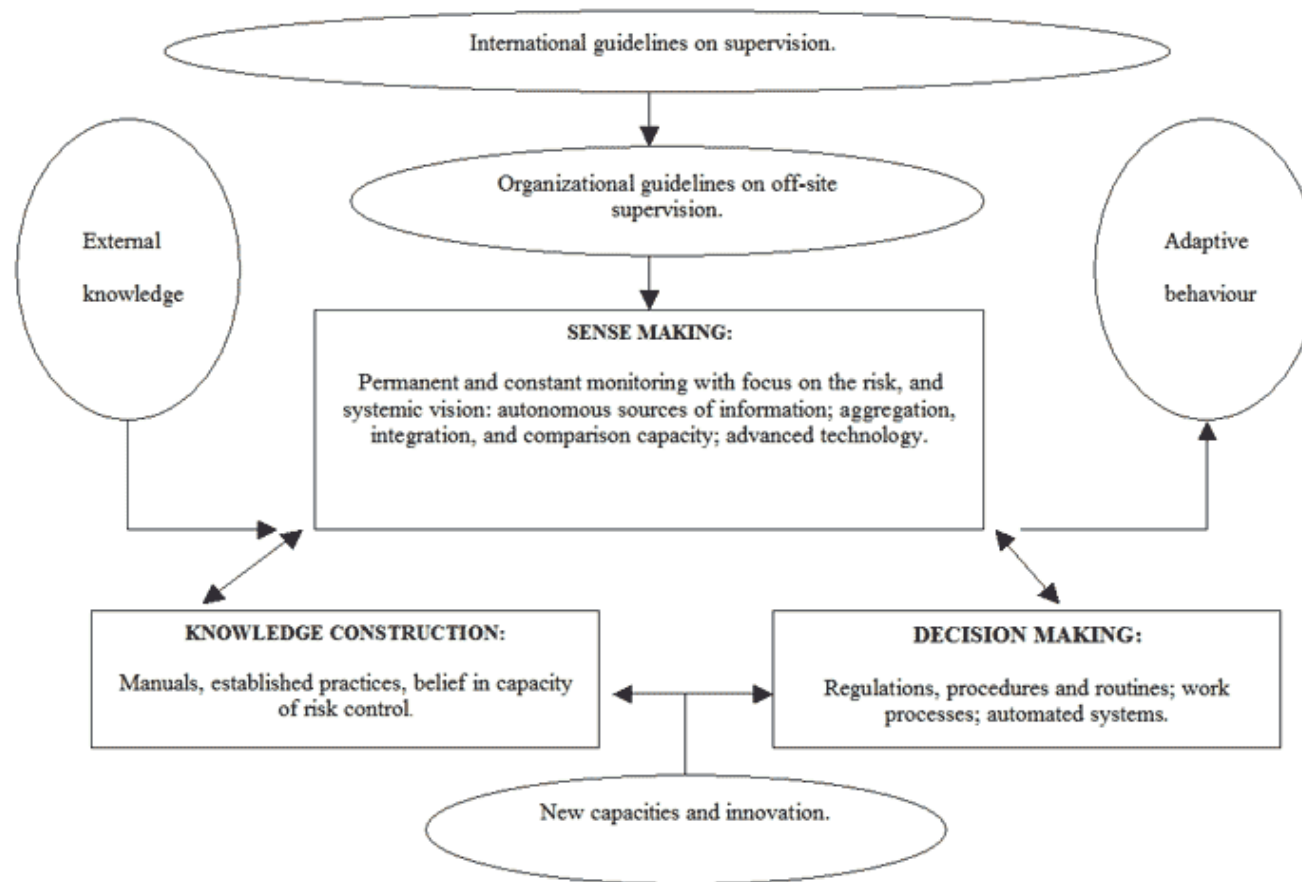 International guidelines on supervision.
Organizational guidelines on off-site
supervision.
External
knowledge
Adaptive
behaviour
SENSE MAKING:
Permanent and constant monitoring with focus on the risk, and
systemic vision: autonomous sources of information; aggregation,
integration, and comparison capacity; advanced technology.
KNOWLEDGE CONSTRUCTION:
Manuals, established practices, belief in capacity
of risk control.
DECISION MAKING:
Regulations, procedures and routines; work
processes; automated systems.
New capacities and innovation.